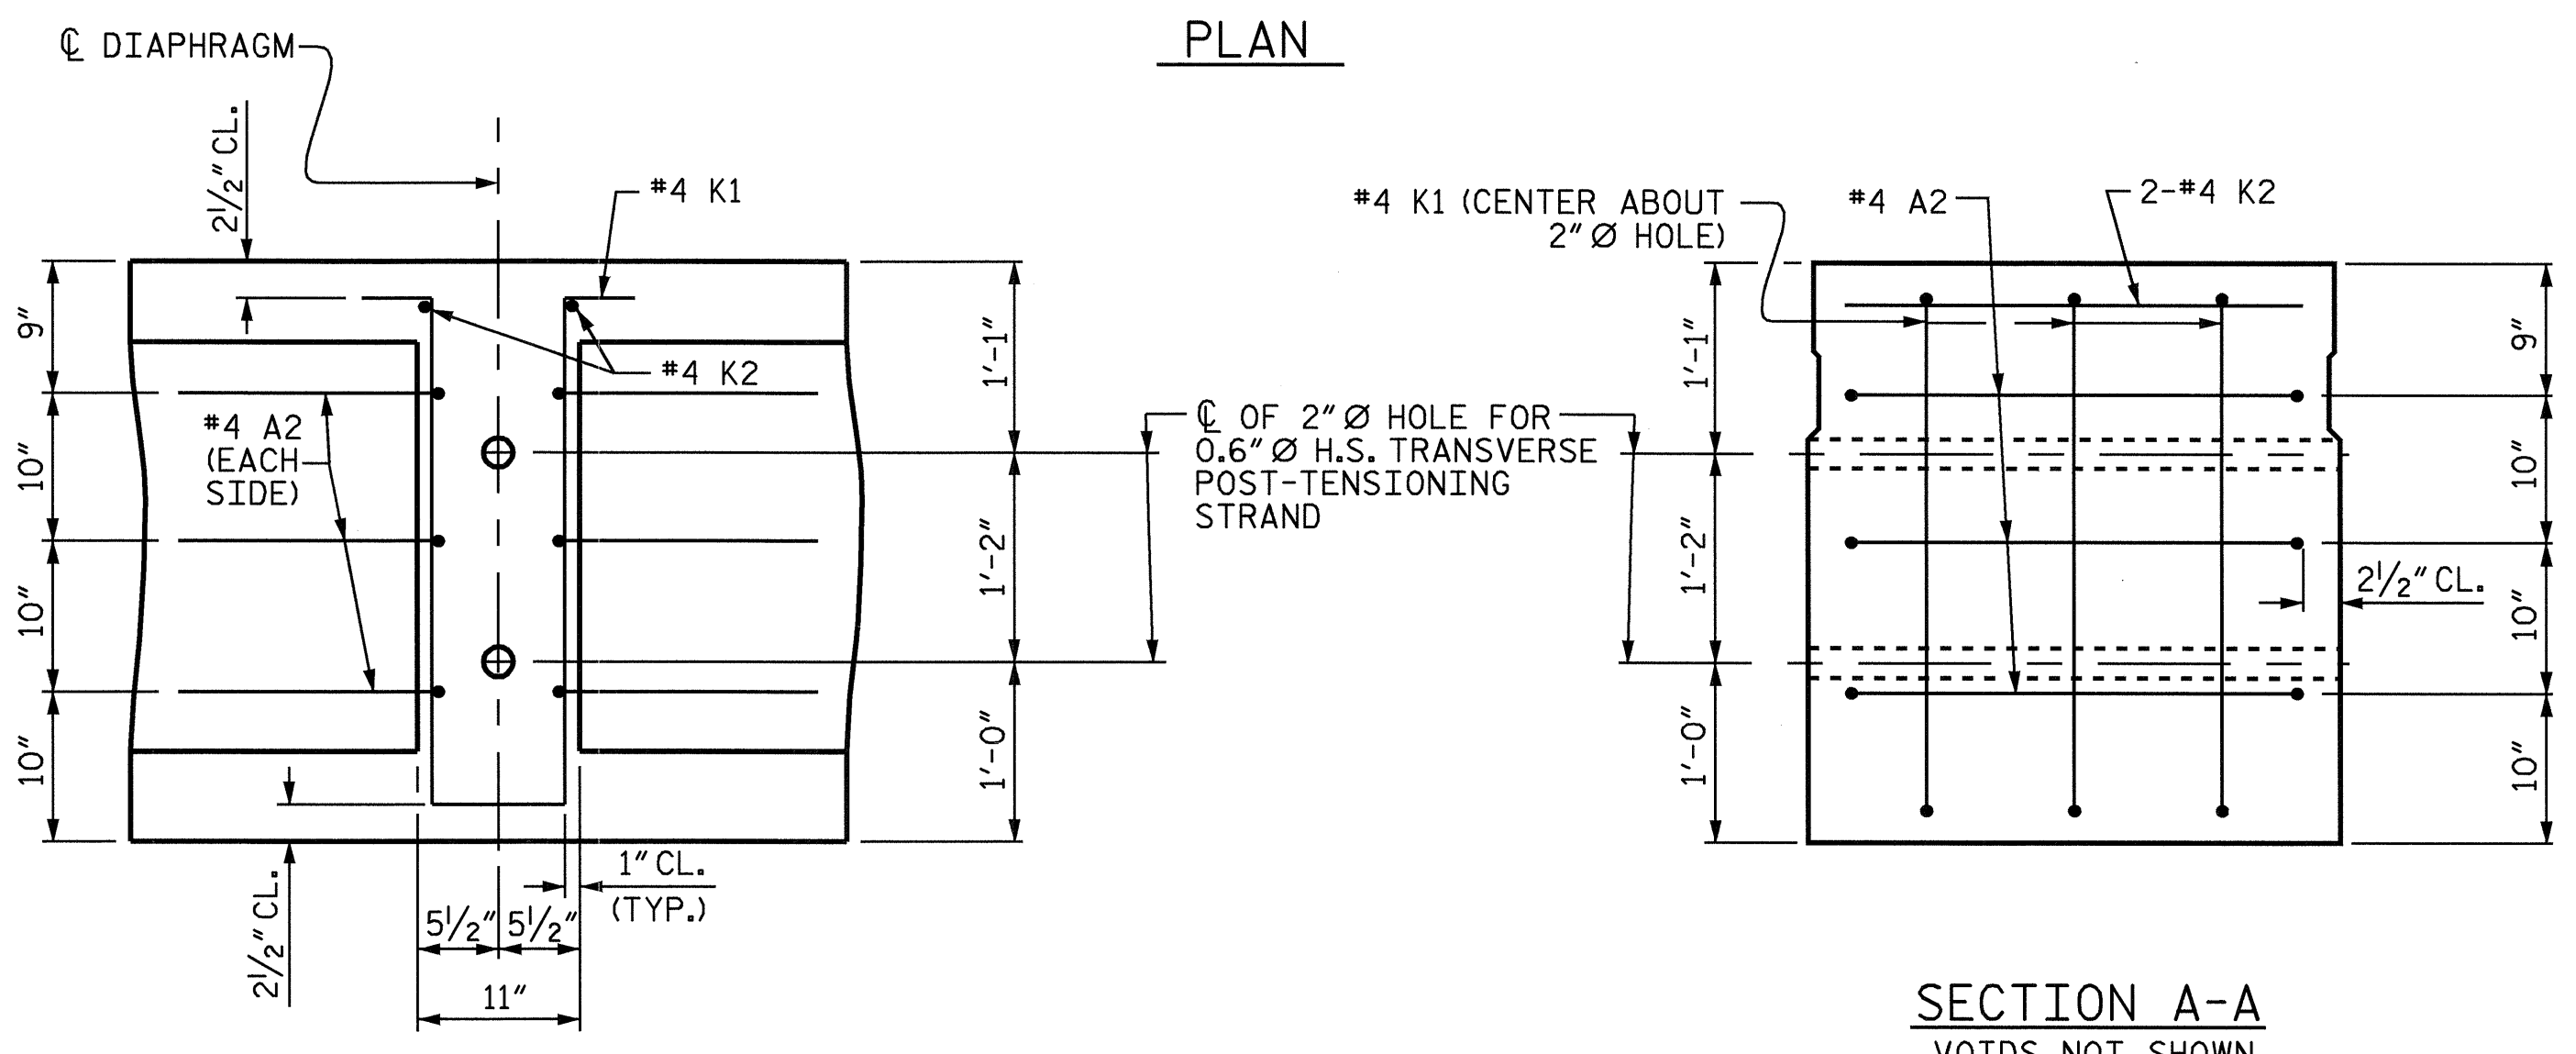 PLAN
℄ DIAPHRAGM
2½" CL.
#4 K1
#4 K2
9"
10"
10"
10"
#4 A2
(EACH
SIDE)
1'-1"
1'-2"
1'-0"
2½" CL.
1" CL.
(TYP.)
5½"
5½"
11"
℄ OF 2"Ø HOLE FOR
0.6"Ø H.S. TRANSVERSE
POST-TENSIONING
STRAND
#4 K1 (CENTER ABOUT
2"Ø HOLE)
#4 A2
2-#4 K2
1'-1"
1'-2"
1'-0"
9"
10"
10"
10"
2½" CL.
SECTION A-A
VOIDS NOT SHOWN